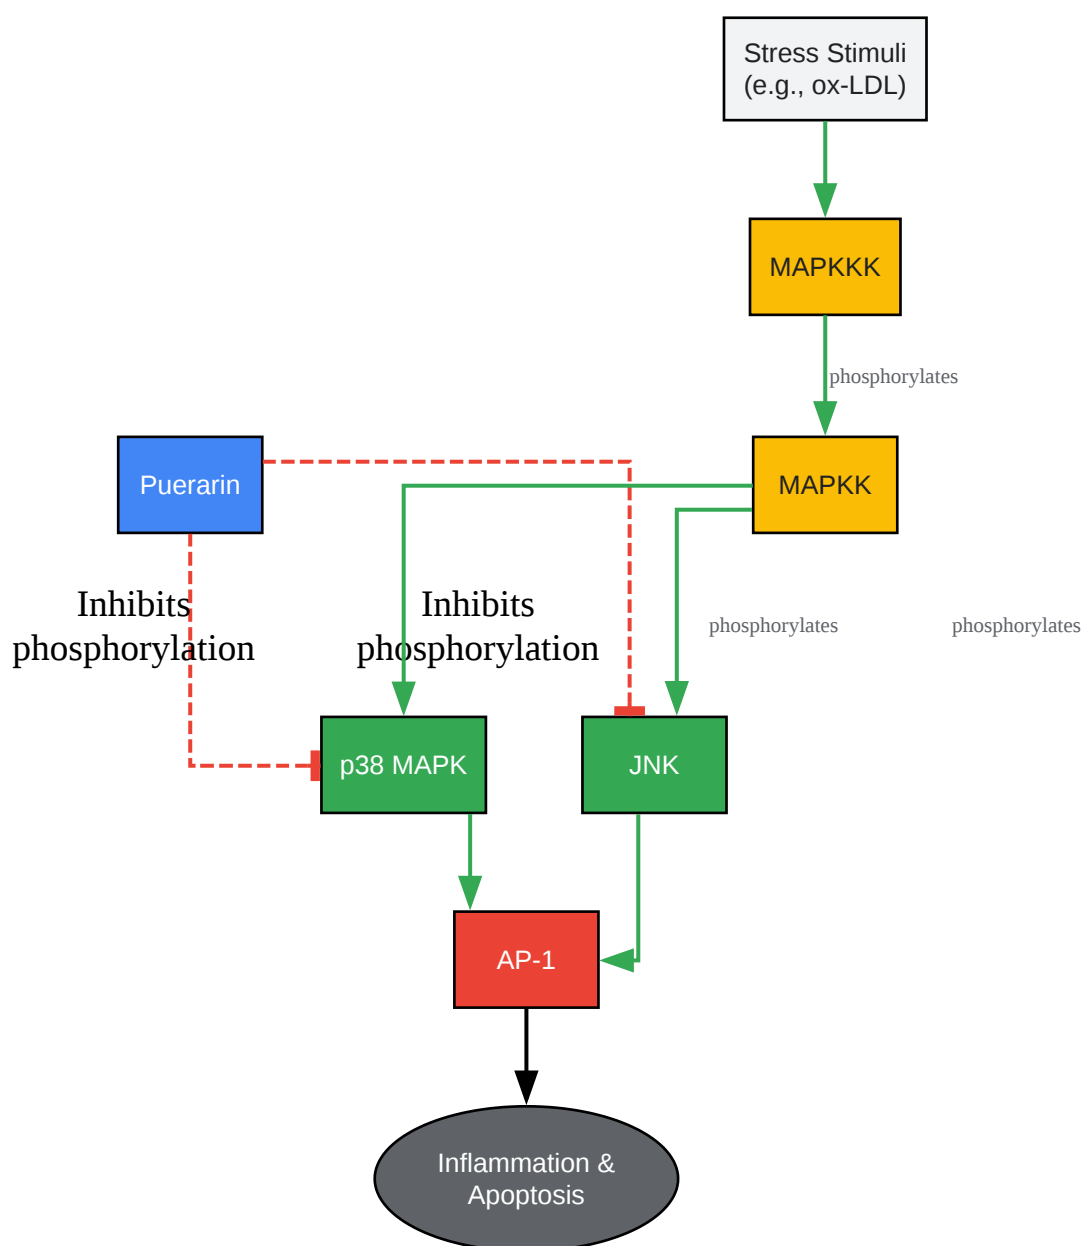 Stress Stimuli
(e.g., ox-LDL)
MAPKKK
phosphorylates
Puerarin
MAPKK
Inhibits
phosphorylation
Inhibits
phosphorylation
phosphorylates
phosphorylates
p38 MAPK
JNK
AP-1
Inflammation &
Apoptosis